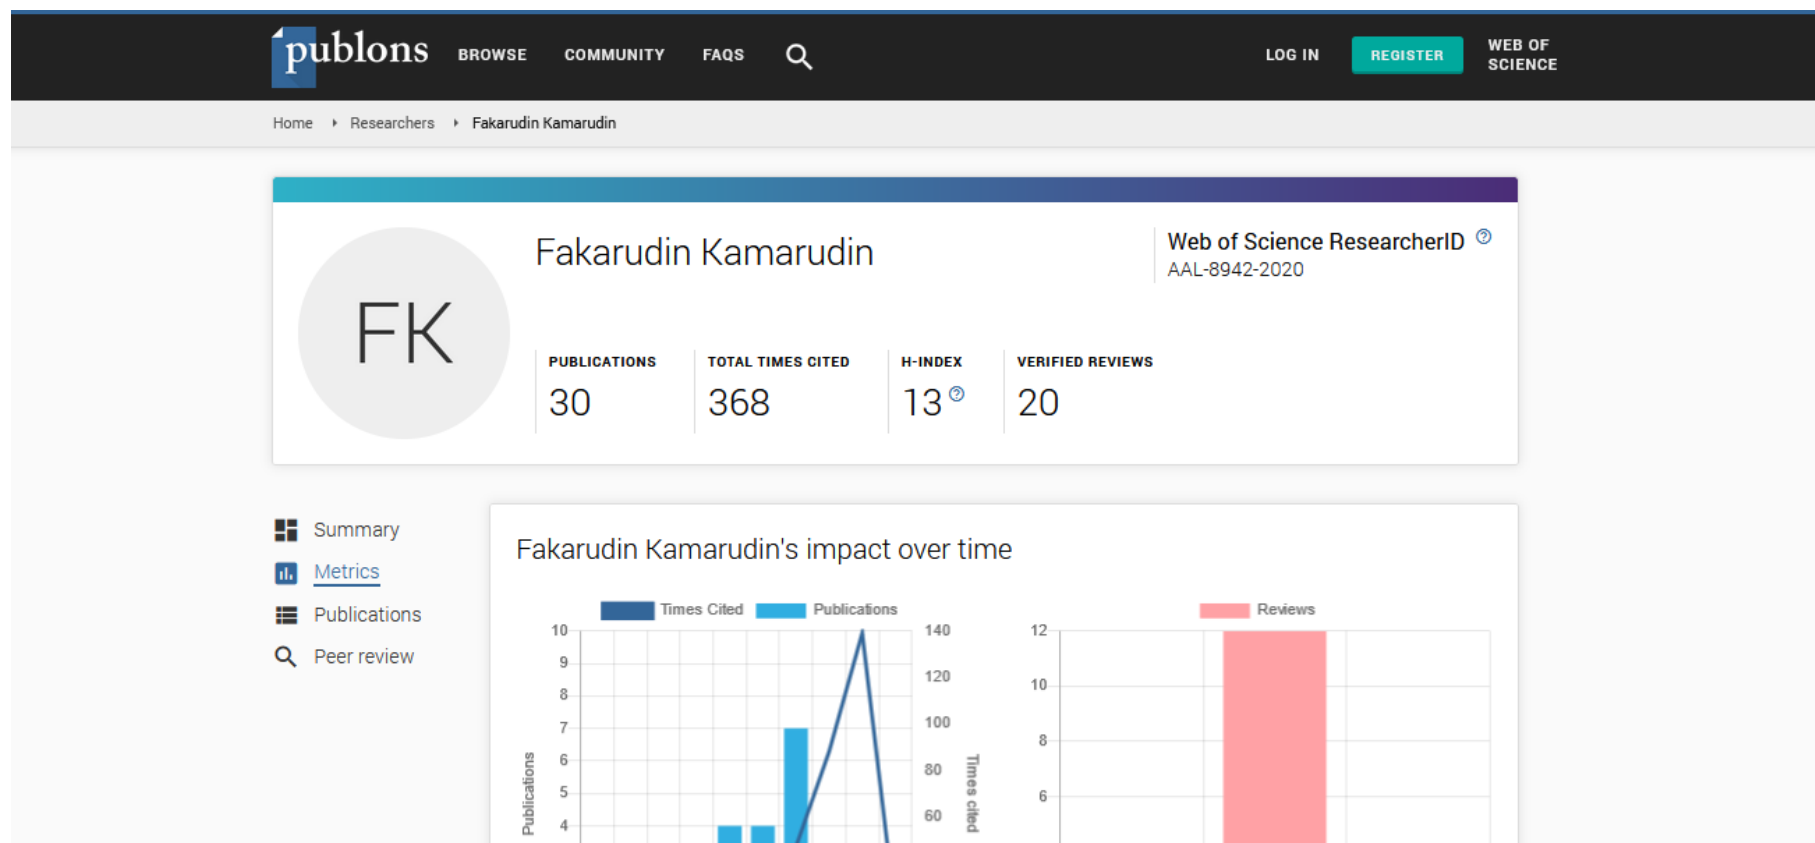 publons BROWSE COMMUNITY FAQS LOG IN REGISTER WEB OF SCIENCE
Home Researchers Fakarudin Kamarudin
FK
Fakarudin Kamarudin
Web of Science ResearcherID
AAL-8942-2020
PUBLICATIONS TOTAL TIMES CITED H-INDEX VERIFIED REVIEWS
30 368 13 20
Summary
Metrics
Publications
Peer review
Fakarudin Kamarudin's impact over time
Times Cited Publications
10
9
8
7
6
5
4
Publications
140
120
100
80
60
Times cited
Reviews
12
10
8
6